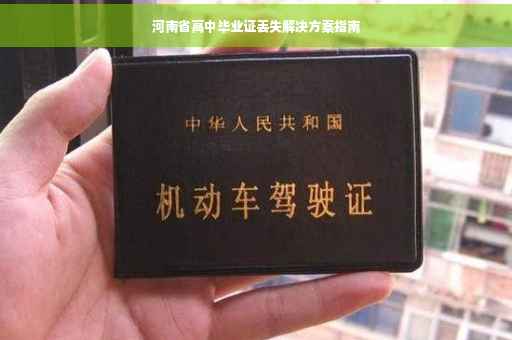 河南省高中毕业证丢失解决方案指南
中华人民共和国
机动车驾驶证